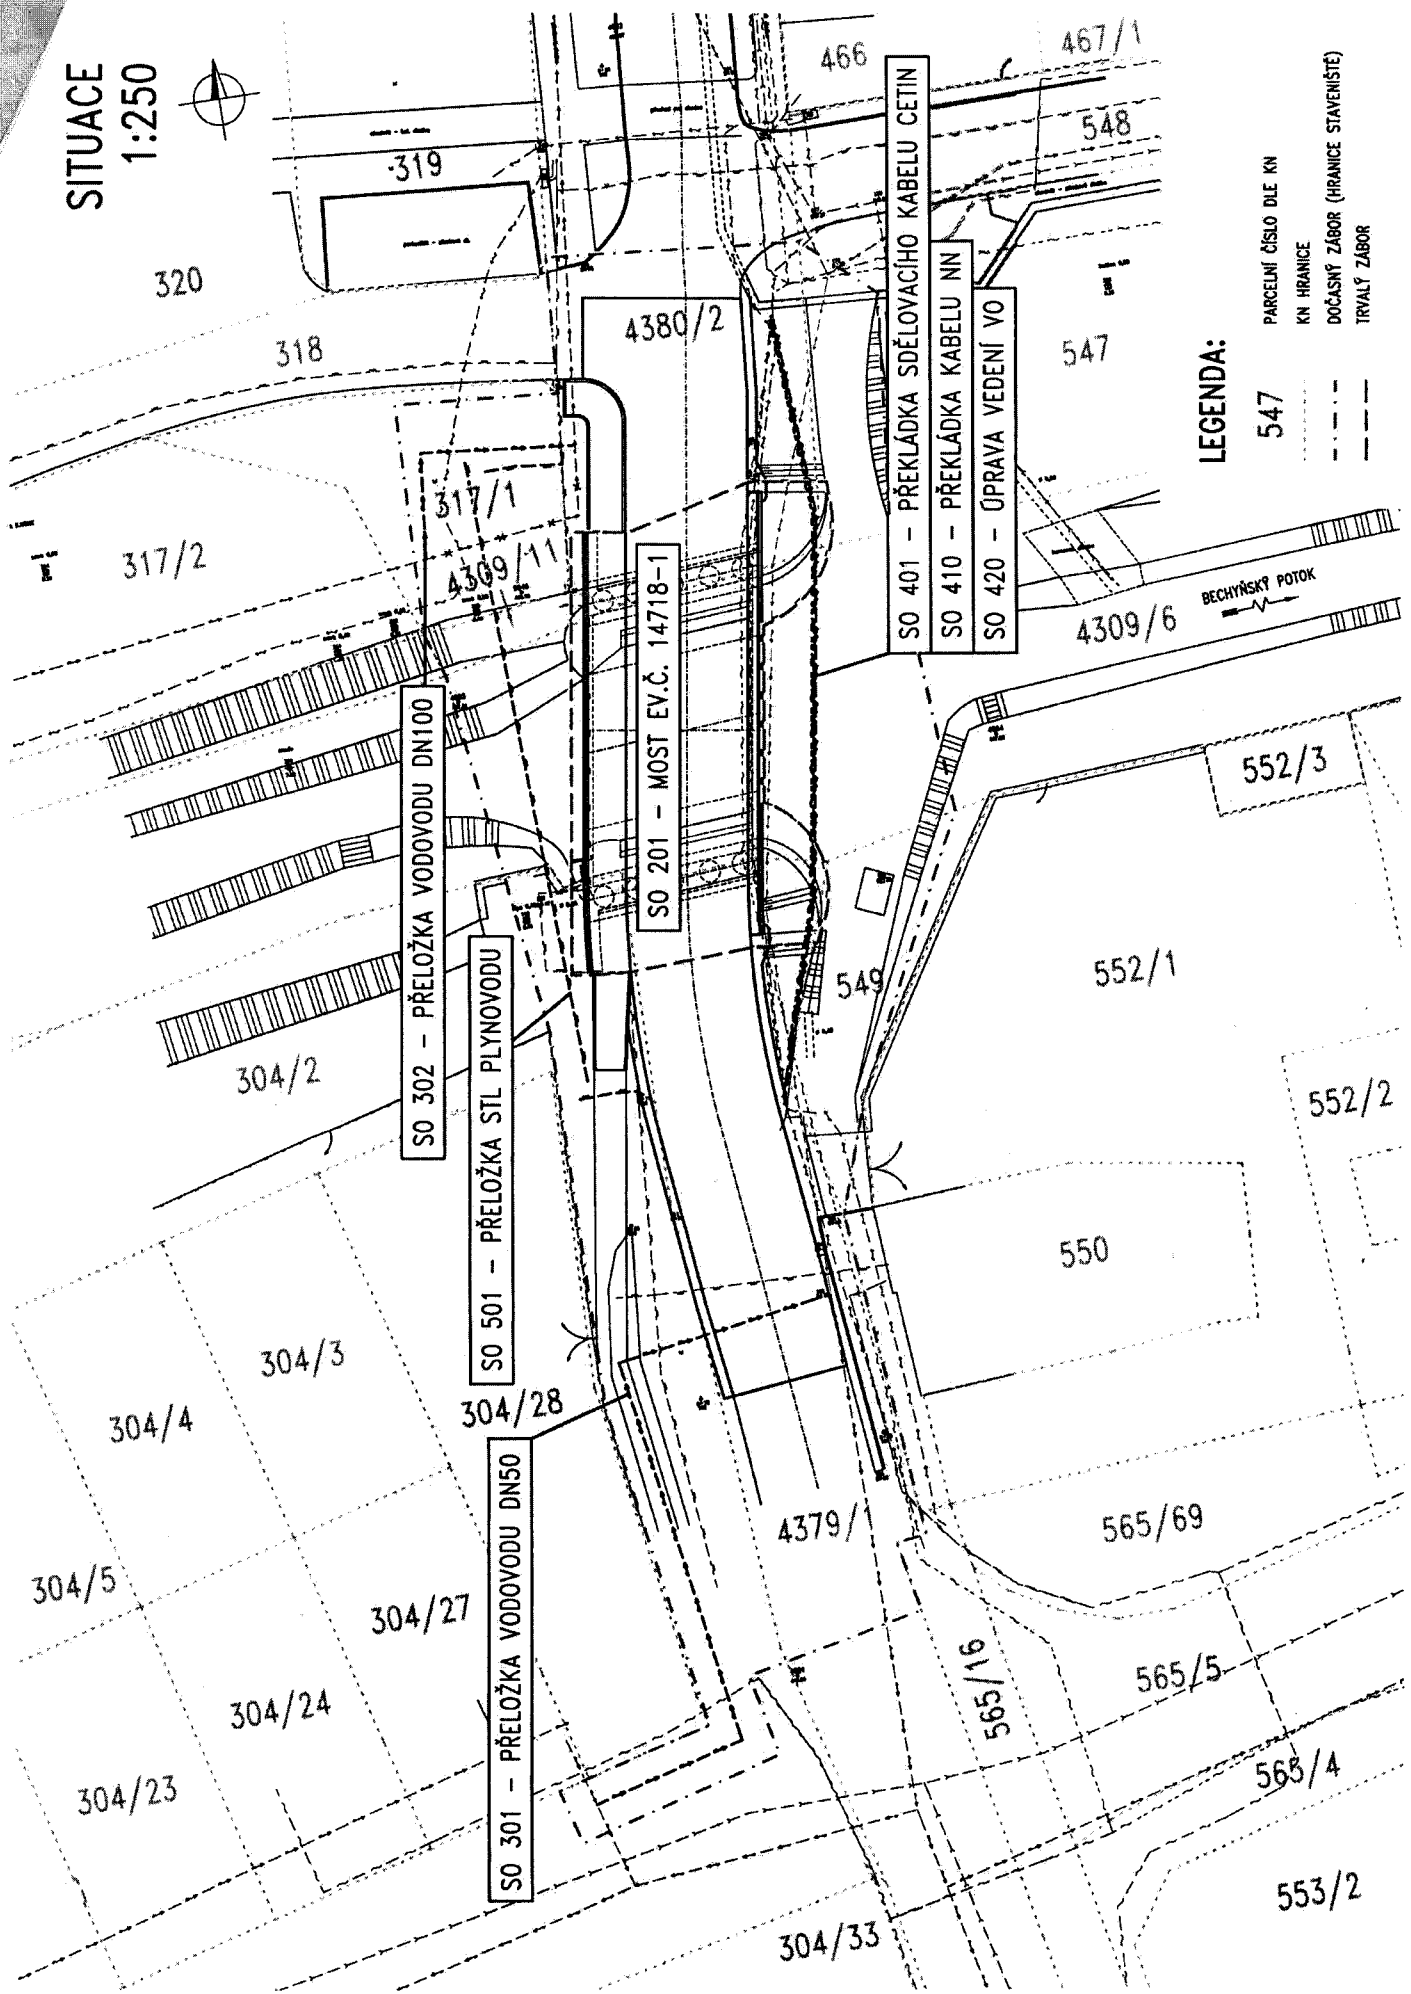 SITUACE
1:250
466
467/1
548
319
320
318
4380/2
547
317/1
317/2
4309/11
SO 401 – PŘEKLÁDKA SDĚLOVACÍHO KABELU CETIN
SO 410 – PŘEKLÁDKA KABELU NN
SO 420 – ÚPRAVA VEDENÍ VO
SO 201 – MOST EV.Č. 14718-1
BECHYŇSKÝ POTOK
4309/6
SO 302 – PŘELOŽKA VODOVODU DN100
SO 501 – PŘELOŽKA STL PLYNOVODU
552/3
549
552/1
304/2
552/2
550
304/3
304/4
304/28
SO 301 – PŘELOŽKA VODOVODU DN50
4379/1
565/69
304/5
304/27
304/24
565/16
565/5
304/23
565/4
553/2
304/33
LEGENDA:
547 PARCELNÍ ČÍSLO DLE KN
KN HRANICE
DOČASNÝ ZÁBOR (HRANICE STAVENIŠTĚ)
TRVALÝ ZÁBOR